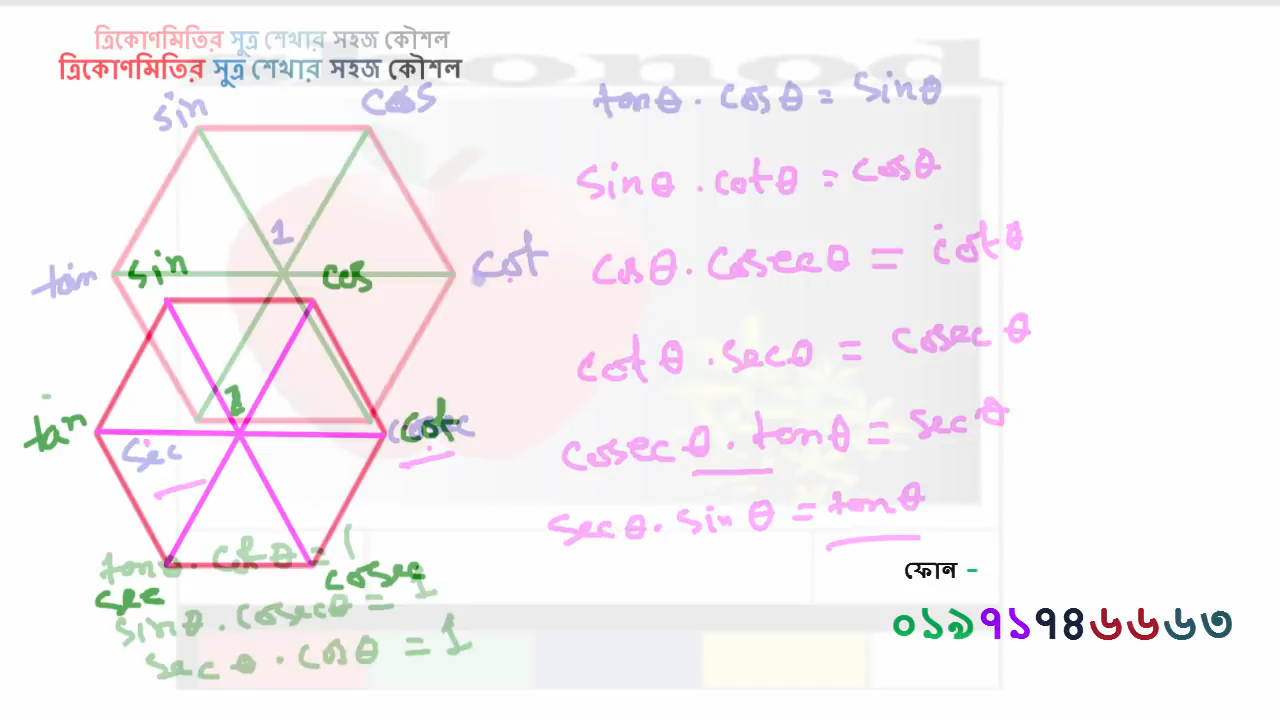 ত্রিকোণমিতির সুত্র শেখার সহজ কৌশল
ত্রিকোণমিতির সুত্র শেখার সহজ কৌশল
sin cos
tan 1 cot
sec cosec
sin cos
tan 1 cot
sec cosec
tanθ . cotθ = 1
sinθ . cosecθ = 1
secθ . cosθ = 1
tanθ . cosθ = sinθ
sinθ . cotθ = cosθ
cosθ . cosecθ = cotθ
cotθ . secθ = cosecθ
cosecθ . tanθ = secθ
secθ . sinθ = tanθ
ফোন -
০১৯৭১৭৪৬৬৬৩